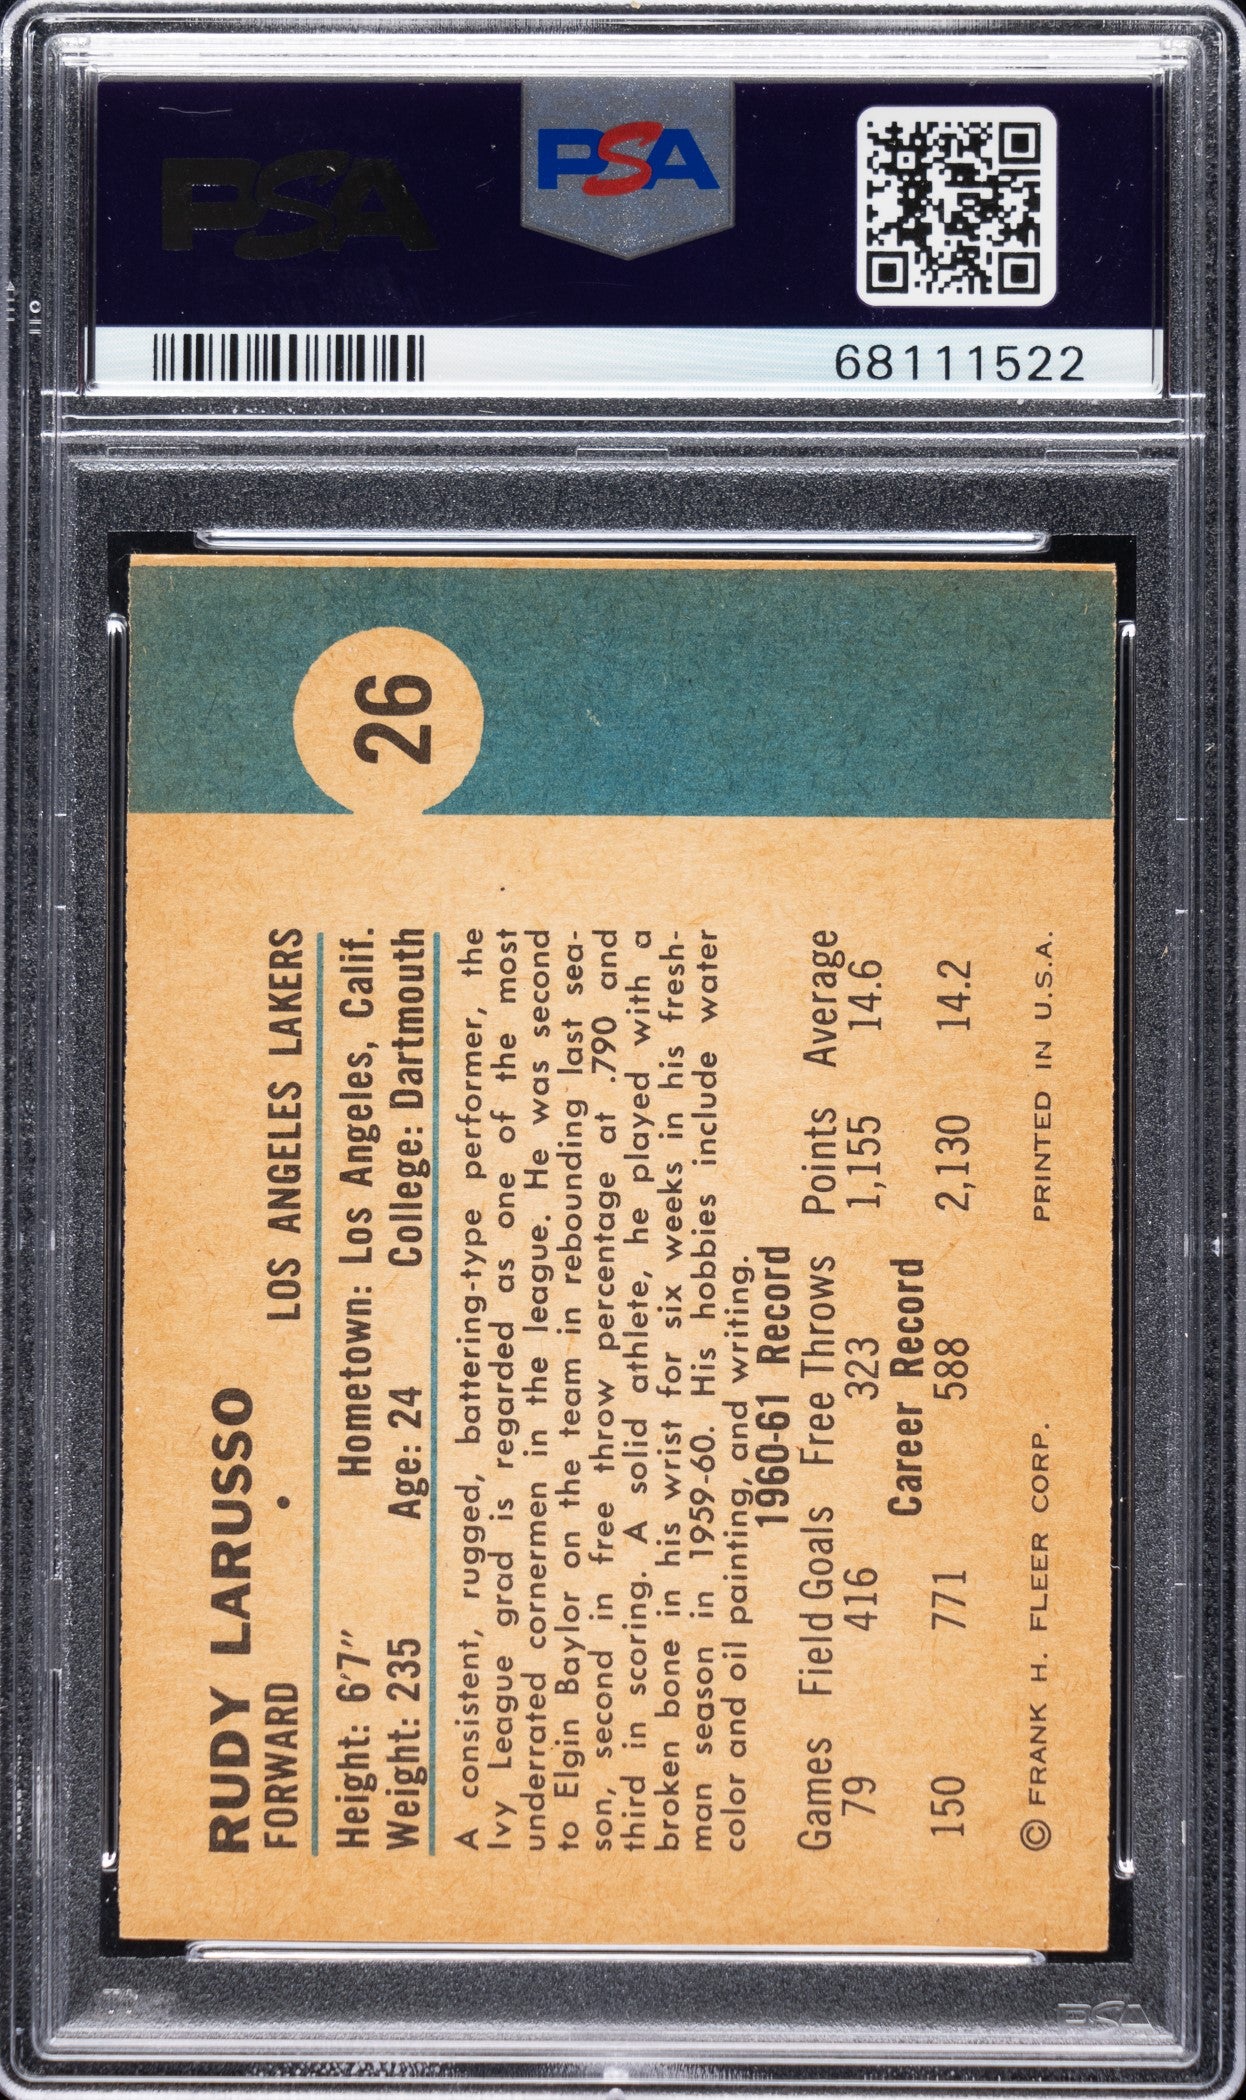 PSA
PSA
68111522
26
RUDY LARUSSO
FORWARD • LOS ANGELES LAKERS
Height: 6'7" Hometown: Los Angeles, Calif.
Weight: 235 Age: 24 College: Dartmouth
A consistent, rugged, battering-type performer, the
Ivy League grad is regarded as one of the most
underrated cornermen in the league. He was second
to Elgin Baylor on the team in rebounding last sea-
son, second in free throw percentage at .790 and
third in scoring. A solid athlete, he played with a
broken bone in his wrist for six weeks in his fresh-
man season in 1959-60. His hobbies include water
color and oil painting, and writing.
1960-61 Record
Games Field Goals Free Throws Points Average
79 416 323 1,155 14.6
Career Record
150 771 588 2,130 14.2
© FRANK H. FLEER CORP. PRINTED IN U.S.A.
PSA